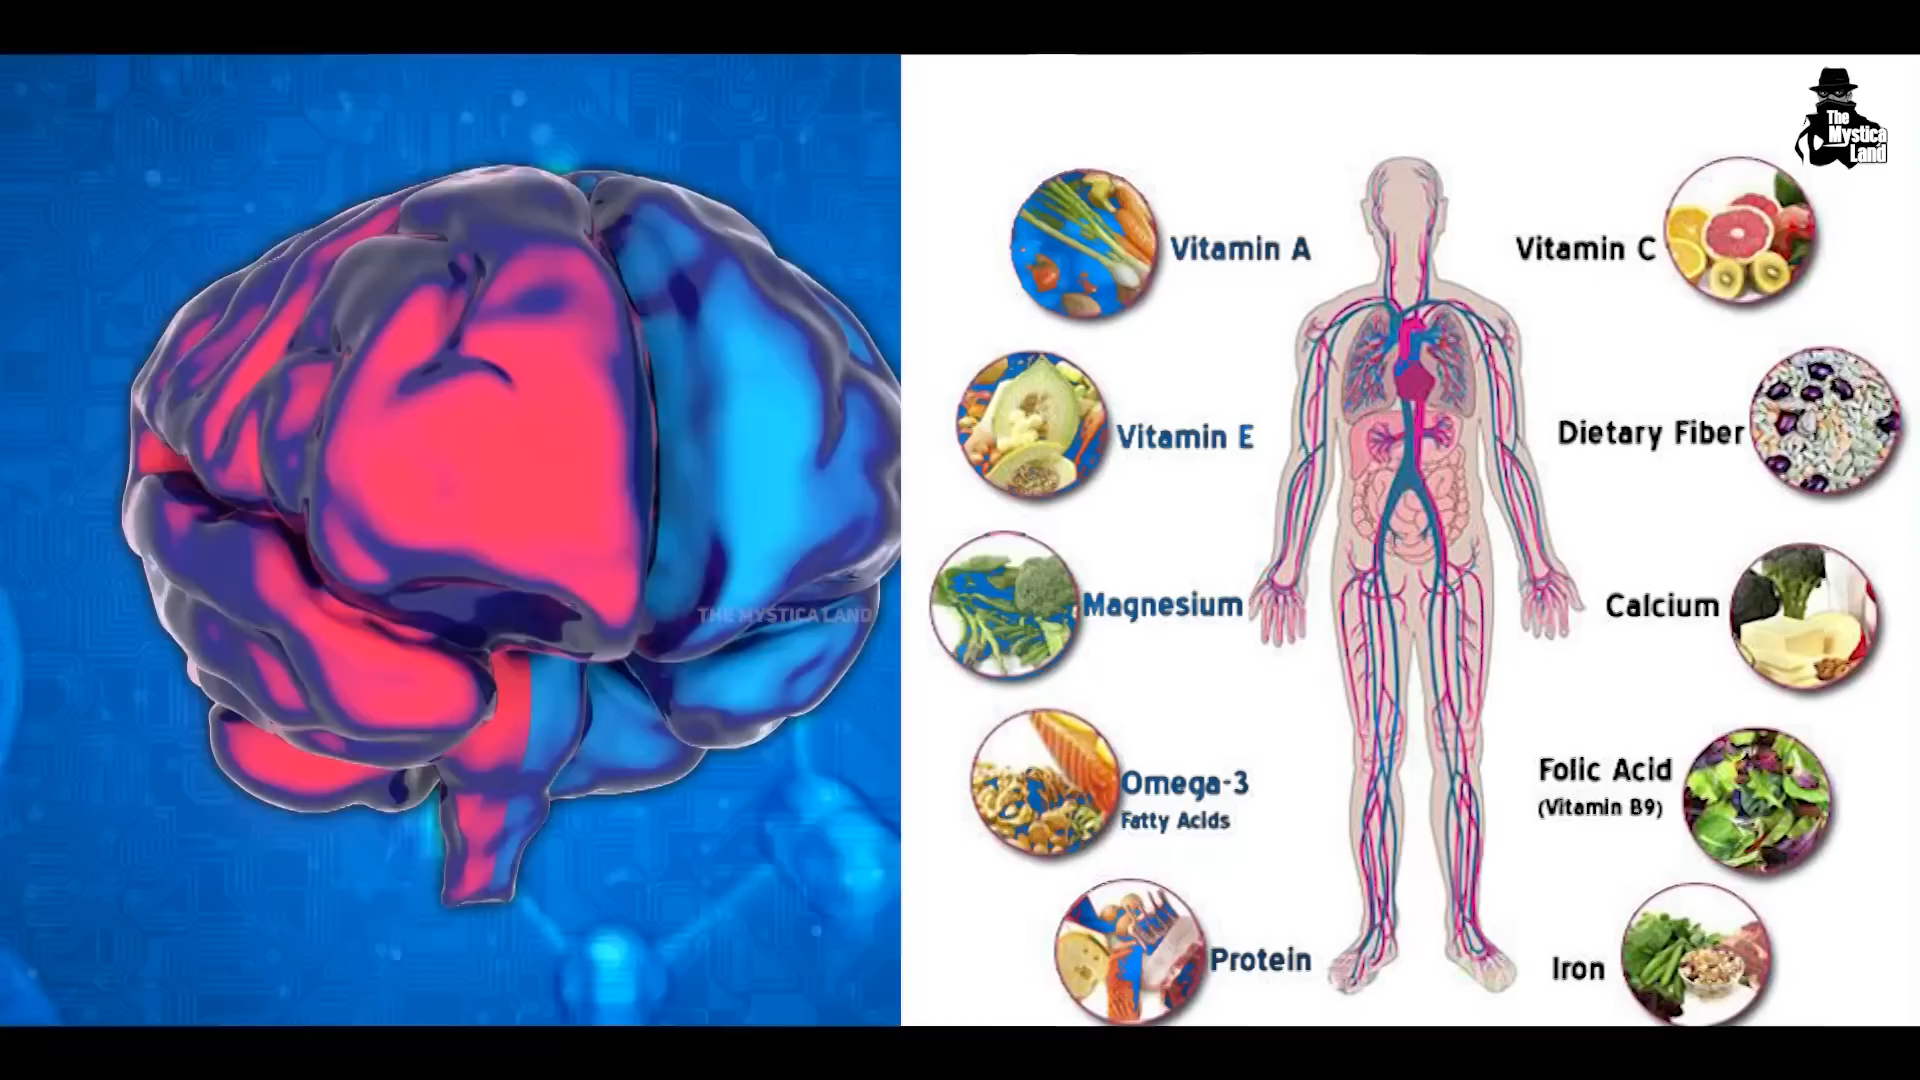 The
Mystica
Land
Vitamin A
Vitamin C
Vitamin E
Dietary Fiber
Magnesium
Calcium
THE MYSTICA LAND
Omega-3
Fatty Acids
Folic Acid
(Vitamin B9)
Protein
Iron